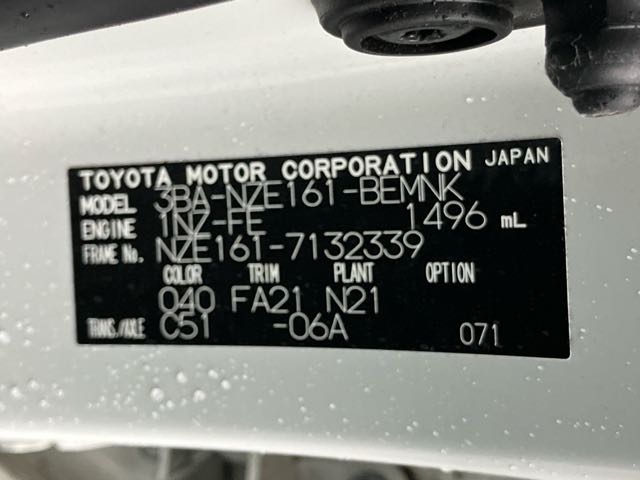 TOYOTA MOTOR CORPORATION JAPAN
MODEL 3BA-NZE161-BEMNK
ENGINE 1NZ-FE 1496 mL
FRAME No. NZE161-7132339
COLOR TRIM PLANT OPTION
040 FA21 N21
TRANS./AXLE C51 -06A 071